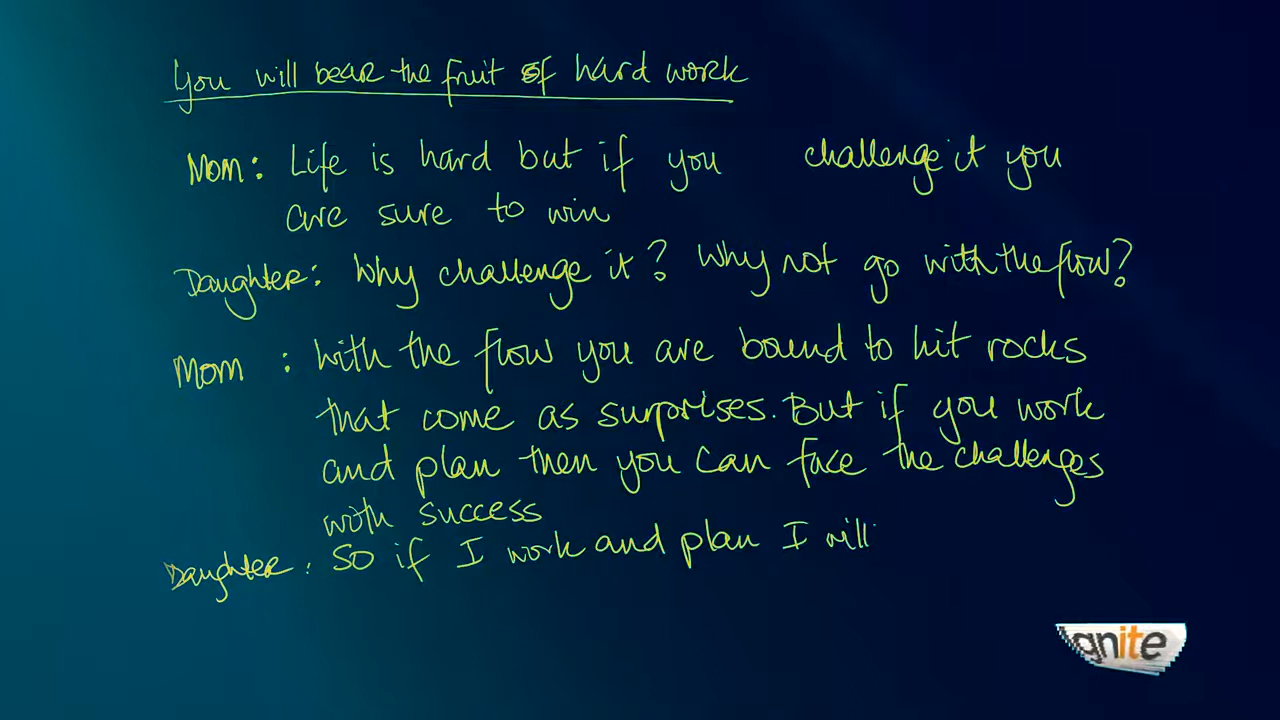 You will bear the fruit of hard work
Mom: Life is hard but if you challenge it you
are sure to win
Daughter: Why challenge it? Why not go with the flow?
Mom : With the flow you are bound to hit rocks
that come as surprises. But if you work
and plan then you can face the challenges
with success
Daughter: So if I work and plan I will
gnite